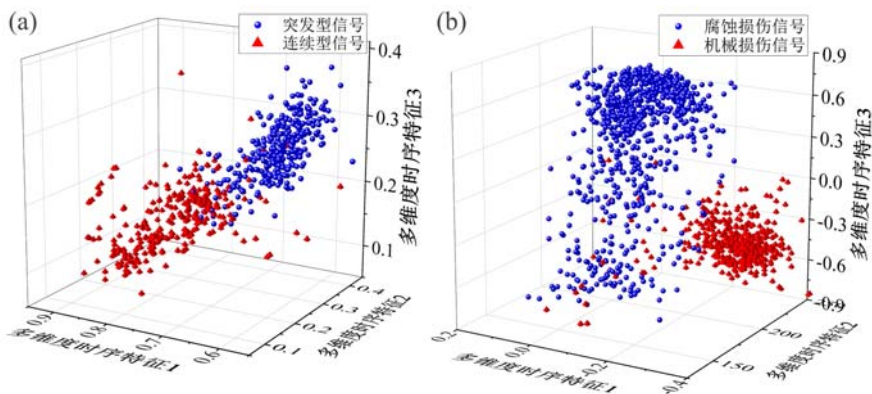 (a)
突发型信号
连续型信号
0.4
0.3
0.2
0.1
多维度时序特征3
0.9
0.8
0.7
0.6
多维度时序特征1
0.1
0.2
0.3
0.4
多维度时序特征2
(b)
腐蚀损伤信号
机械损伤信号
0.9
0.6
0.3
0.0
-0.3
-0.6
-0.9
多维度时序特征3
0.2
0.0
-0.2
-0.4
多维度时序特征1
150
200
多维度时序特征2